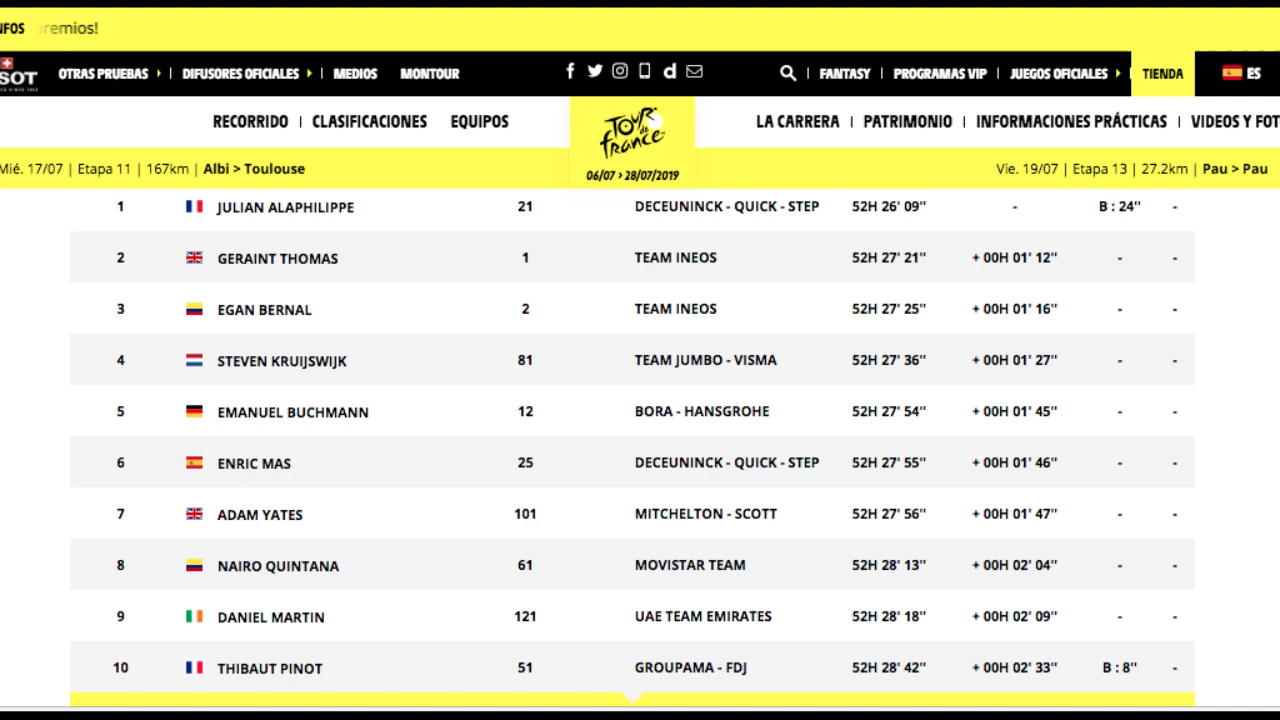 NFOS premios!
SOT OTRAS PRUEBAS | DIFUSORES OFICIALES | MEDIOS MONTOUR | FANTASY | PROGRAMAS VIP | JUEGOS OFICIALES | TIENDA ES
RECORRIDO | CLASIFICACIONES EQUIPOS LA CARRERA | PATRIMONIO | INFORMACIONES PRÁCTICAS | VIDEOS Y FOT
TOUR
de
france
06/07 > 28/07/2019
Mié. 17/07 | Etapa 11 | 167km | Albi > Toulouse Vie. 19/07 | Etapa 13 | 27.2km | Pau > Pau
1 JULIAN ALAPHILIPPE 21 DECEUNINCK - QUICK - STEP 52H 26' 09'' - B : 24'' -
2 GERAINT THOMAS 1 TEAM INEOS 52H 27' 21'' + 00H 01' 12'' - -
3 EGAN BERNAL 2 TEAM INEOS 52H 27' 25'' + 00H 01' 16'' - -
4 STEVEN KRUIJSWIJK 81 TEAM JUMBO - VISMA 52H 27' 36'' + 00H 01' 27'' - -
5 EMANUEL BUCHMANN 12 BORA - HANSGROHE 52H 27' 54'' + 00H 01' 45'' - -
6 ENRIC MAS 25 DECEUNINCK - QUICK - STEP 52H 27' 55'' + 00H 01' 46'' - -
7 ADAM YATES 101 MITCHELTON - SCOTT 52H 27' 56'' + 00H 01' 47'' - -
8 NAIRO QUINTANA 61 MOVISTAR TEAM 52H 28' 13'' + 00H 02' 04'' - -
9 DANIEL MARTIN 121 UAE TEAM EMIRATES 52H 28' 18'' + 00H 02' 09'' - -
10 THIBAUT PINOT 51 GROUPAMA - FDJ 52H 28' 42'' + 00H 02' 33'' B : 8'' -